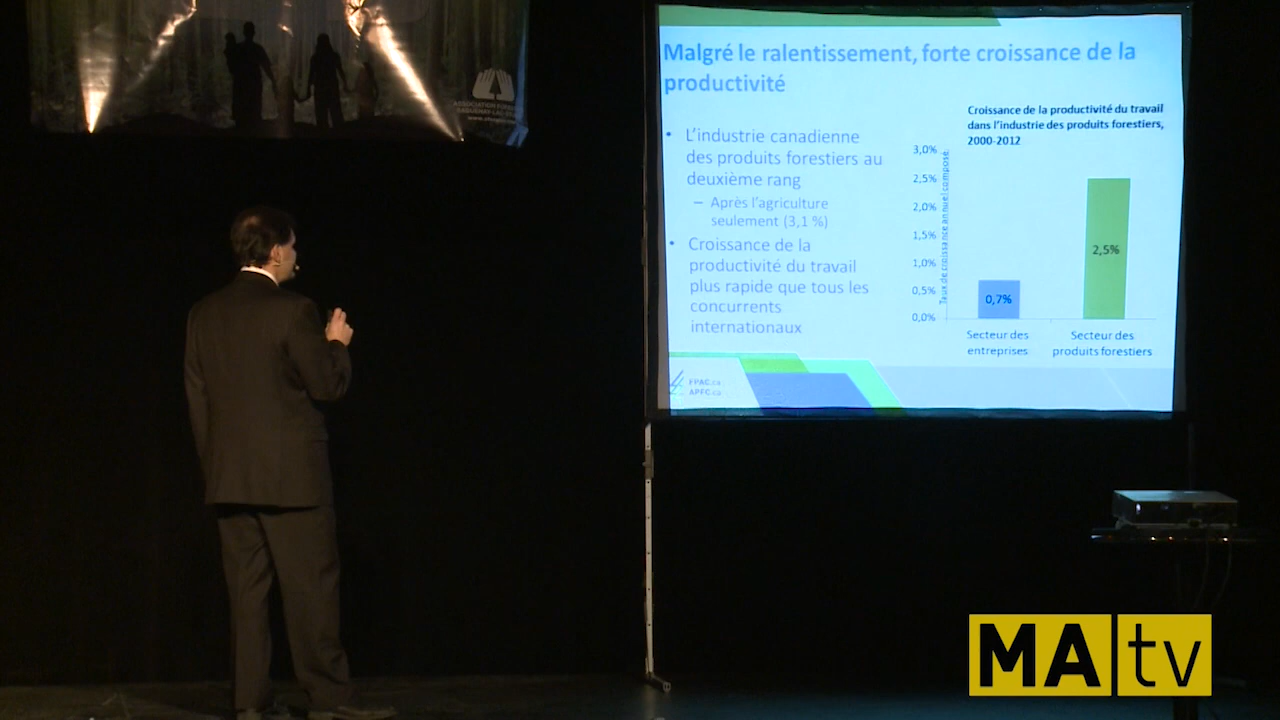 ASSOCIATION
Malgré le ralentissement, forte croissance de la
productivité
• L'industrie canadienne
des produits forestiers au
deuxième rang
– Après l'agriculture
seulement (3,1 %)
• Croissance de la
productivité du travail
plus rapide que tous les
concurrents
internationaux
Croissance de la productivité du travail
dans l'industrie des produits forestiers,
2000-2012
Taux de croissance annuel composé
3,0%
2,5%
2,0%
1,5%
1,0%
0,5%
0,0%
0,7%
2,5%
Secteur des
entreprises
Secteur des
produits forestiers
FPAC.ca
APFC.ca
MAtv